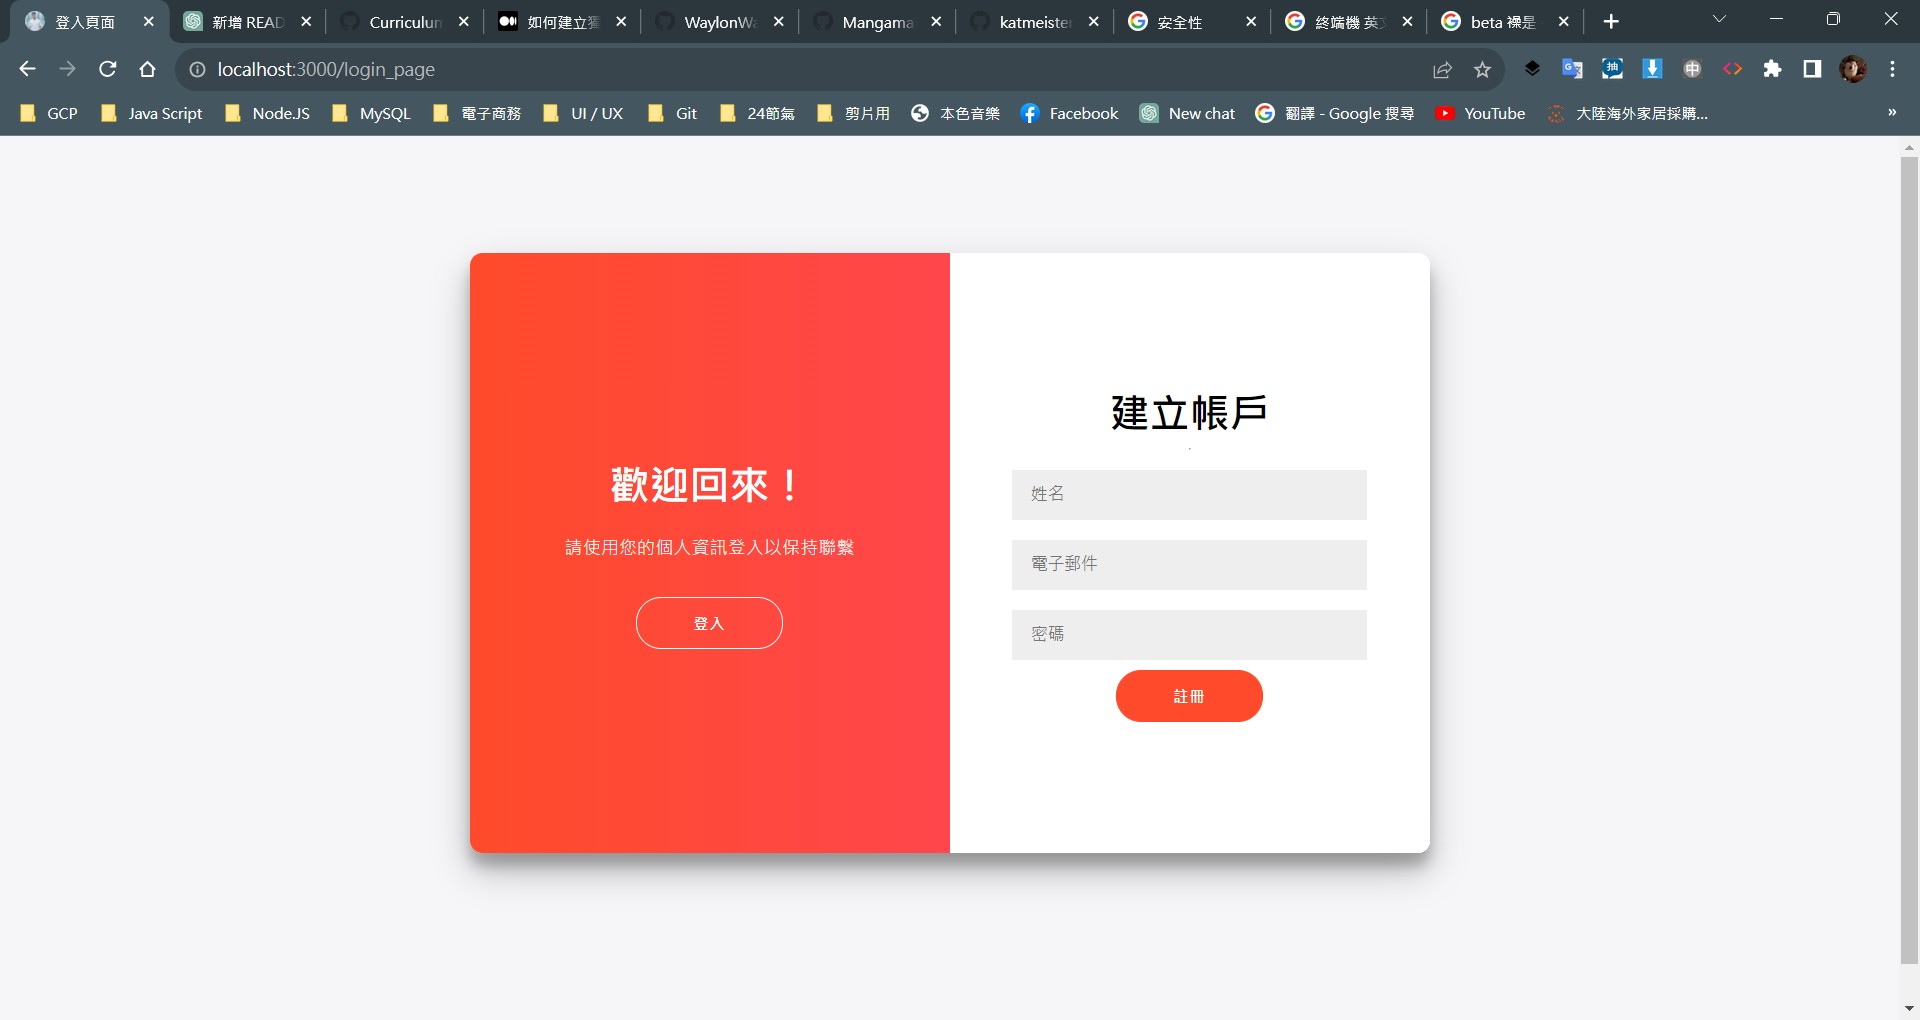 登入頁面
新增 READ
Curriculun
如何建立獨
WaylonWa
Mangama
katmeister
安全性
終端機 英文
beta 襙是
localhost:3000/login_page
GCP
Java Script
NodeJS
MySQL
電子商務
UI / UX
Git
24節氣
剪片用
本色音樂
Facebook
New chat
翻譯 - Google 搜尋
YouTube
大陸海外家居採購...
歡迎回來！
請使用您的個人資訊登入以保持聯繫
登入
建立帳戶
姓名
電子郵件
密碼
註冊